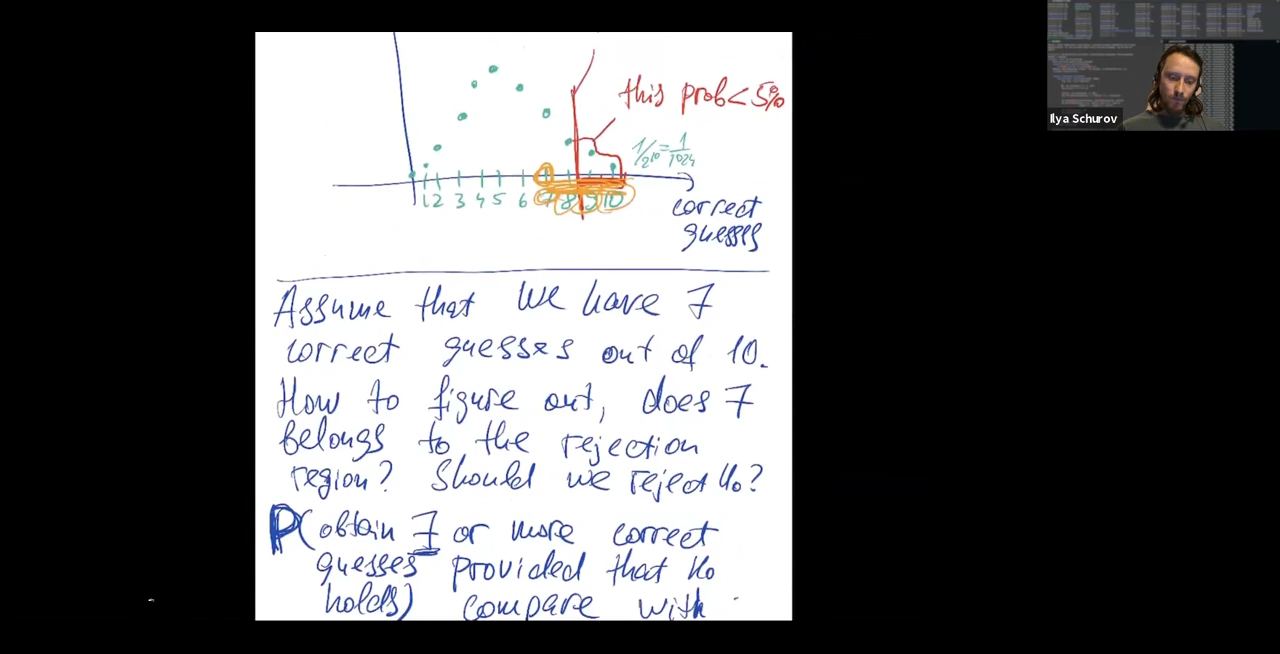 this prob < 5%
1/2^10 = 1/1024
1 2 3 4 5 6 7 8 9 10
correct
guesses
Assume that we have 7
correct guesses out of 10.
How to figure out, does 7
belongs to the rejection
region? Should we reject H₀?
P(obtain 7 or more correct
guesses provided that H₀
holds) compare with
Ilya Schurov